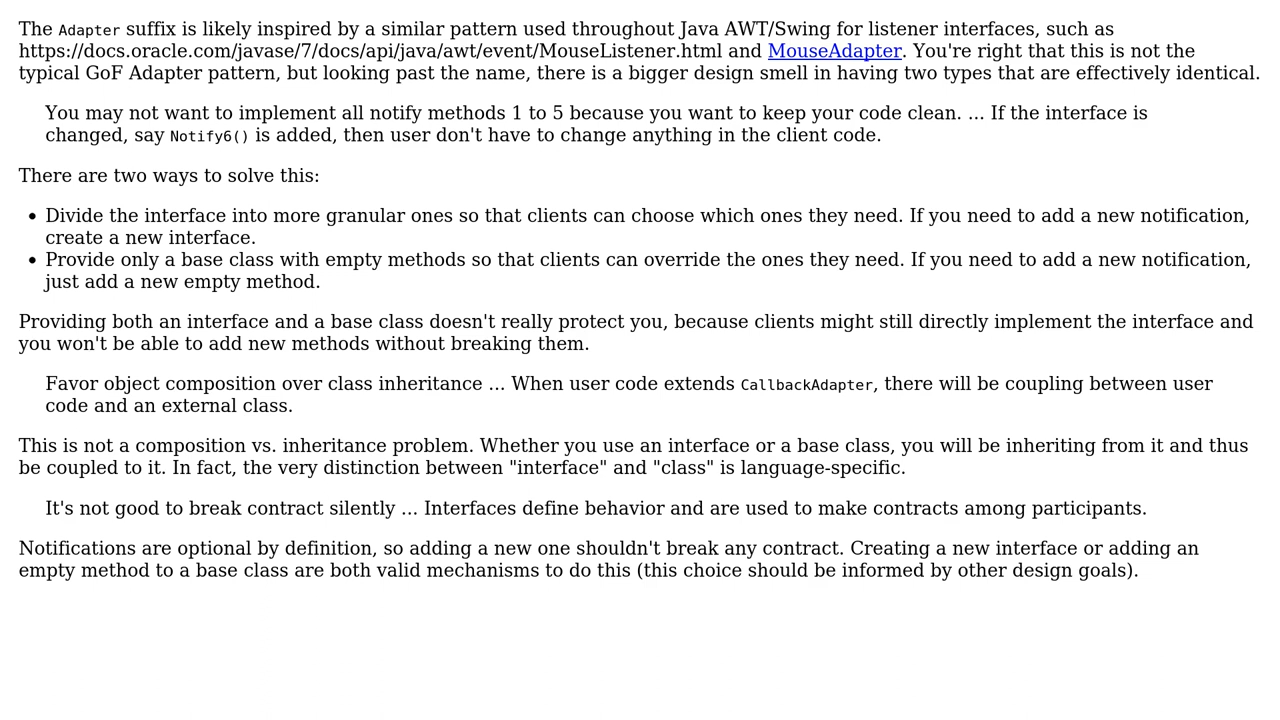 The Adapter suffix is likely inspired by a similar pattern used throughout Java AWT/Swing for listener interfaces, such as
https://docs.oracle.com/javase/7/docs/api/java/awt/event/MouseListener.html and MouseAdapter. You're right that this is not the
typical GoF Adapter pattern, but looking past the name, there is a bigger design smell in having two types that are effectively identical.
You may not want to implement all notify methods 1 to 5 because you want to keep your code clean. ... If the interface is
changed, say Notify6() is added, then user don't have to change anything in the client code.
There are two ways to solve this:
• Divide the interface into more granular ones so that clients can choose which ones they need. If you need to add a new notification,
create a new interface.
• Provide only a base class with empty methods so that clients can override the ones they need. If you need to add a new notification,
just add a new empty method.
Providing both an interface and a base class doesn't really protect you, because clients might still directly implement the interface and
you won't be able to add new methods without breaking them.
Favor object composition over class inheritance ... When user code extends CallbackAdapter, there will be coupling between user
code and an external class.
This is not a composition vs. inheritance problem. Whether you use an interface or a base class, you will be inheriting from it and thus
be coupled to it. In fact, the very distinction between "interface" and "class" is language-specific.
It's not good to break contract silently ... Interfaces define behavior and are used to make contracts among participants.
Notifications are optional by definition, so adding a new one shouldn't break any contract. Creating a new interface or adding an
empty method to a base class are both valid mechanisms to do this (this choice should be informed by other design goals).